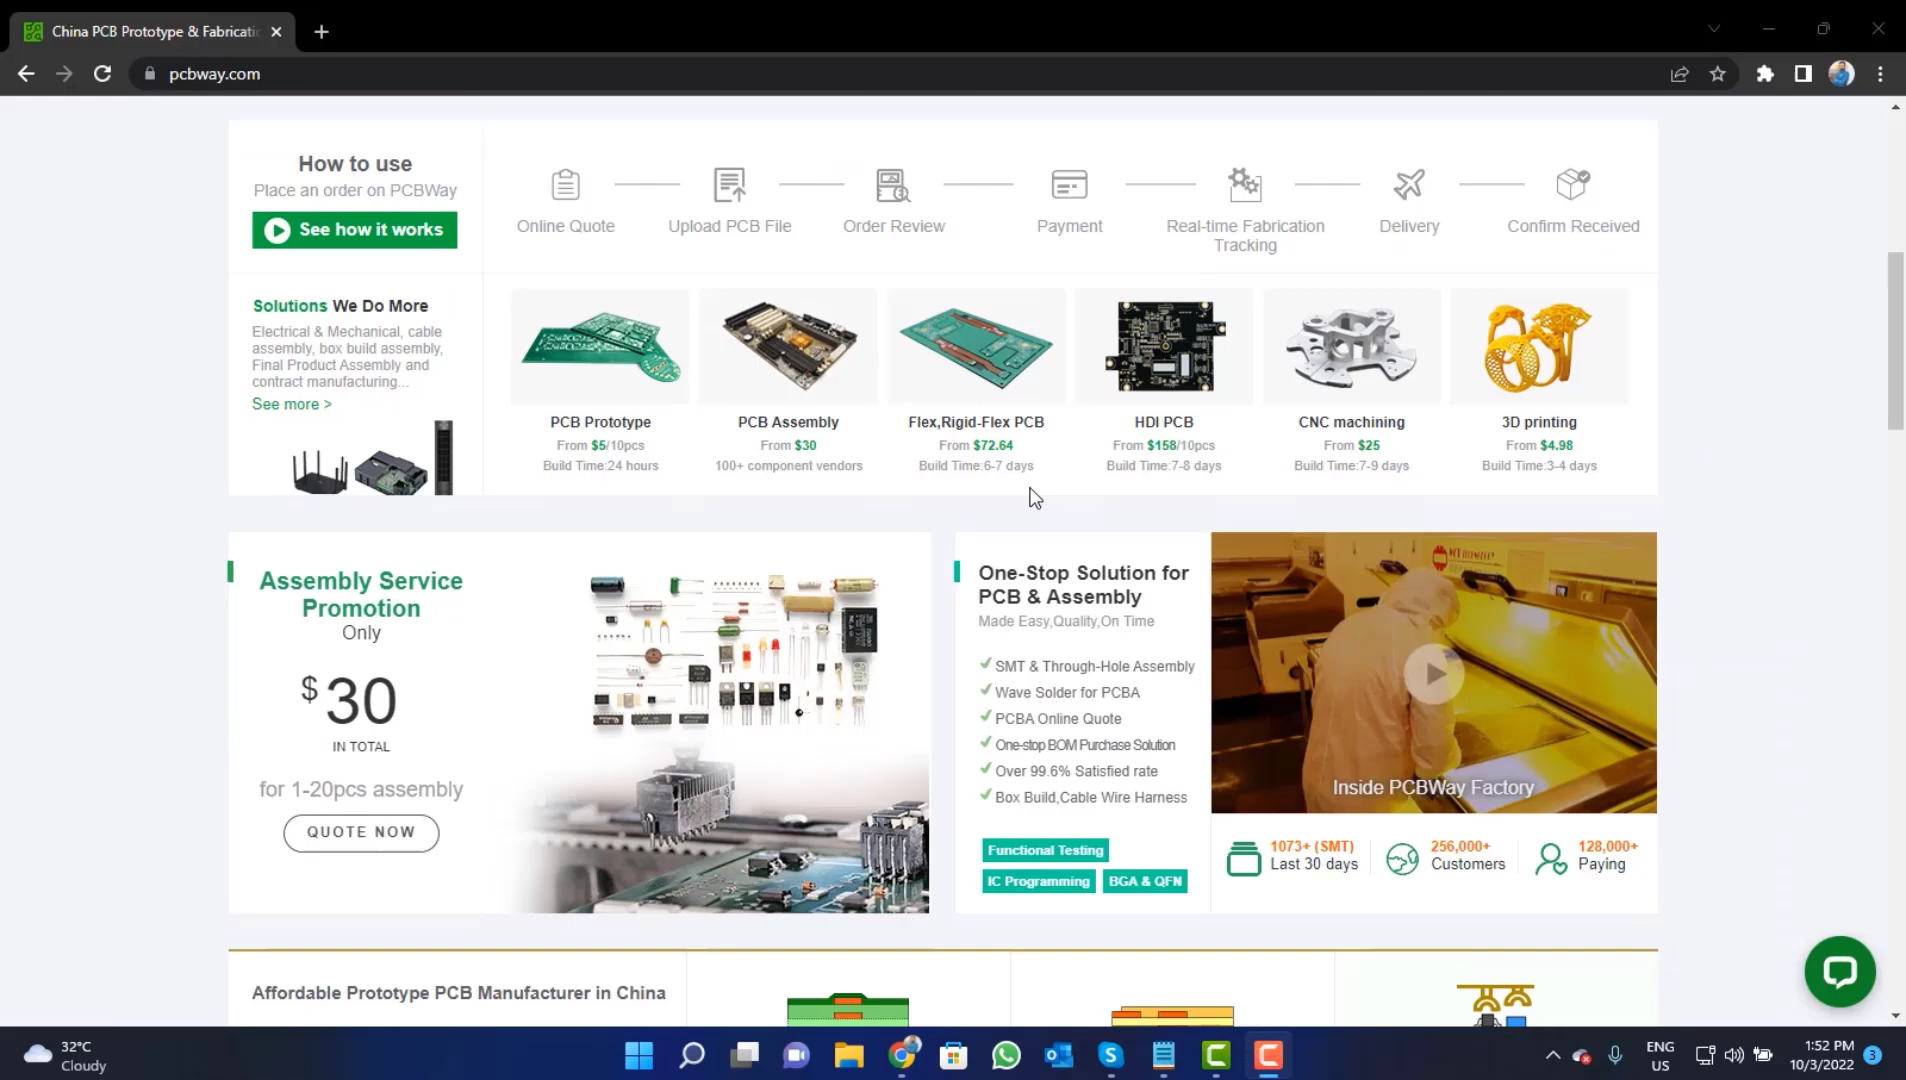 China PCB Prototype & Fabricatio
pcbway.com
How to use
Place an order on PCBWay
See how it works
Online Quote
Upload PCB File
Order Review
Payment
Real-time Fabrication
Tracking
Delivery
Confirm Received
Solutions We Do More
Electrical & Mechanical, cable
assembly, box build assembly,
Final Product Assembly and
contract manufacturing...
See more >
PCB Prototype
From $5/10pcs
Build Time:24 hours
PCB Assembly
From $30
100+ component vendors
Flex,Rigid-Flex PCB
From $72.64
Build Time:6-7 days
HDI PCB
From $158/10pcs
Build Time:7-8 days
CNC machining
From $25
Build Time:7-9 days
3D printing
From $4.98
Build Time:3-4 days
Assembly Service
Promotion
Only
$30
IN TOTAL
for 1-20pcs assembly
QUOTE NOW
One-Stop Solution for
PCB & Assembly
Made Easy,Quality,On Time
SMT & Through-Hole Assembly
Wave Solder for PCBA
PCBA Online Quote
One-stop BOM Purchase Solution
Over 99.6% Satisfied rate
Box Build,Cable Wire Harness
Functional Testing
IC Programming
BGA & QFN
Inside PCBWay Factory
1073+ (SMT)
Last 30 days
256,000+
Customers
128,000+
Paying
Affordable Prototype PCB Manufacturer in China
32°C
Cloudy
ENG
US
1:52 PM
10/3/2022
3